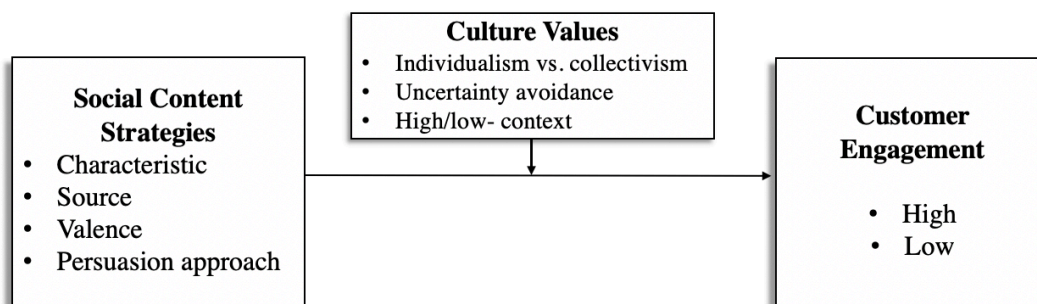 Culture Values
• Individualism vs. collectivism
• Uncertainty avoidance
• High/low- context
Social Content
Strategies
• Characteristic
• Source
• Valence
• Persuasion approach
Customer
Engagement
• High
• Low